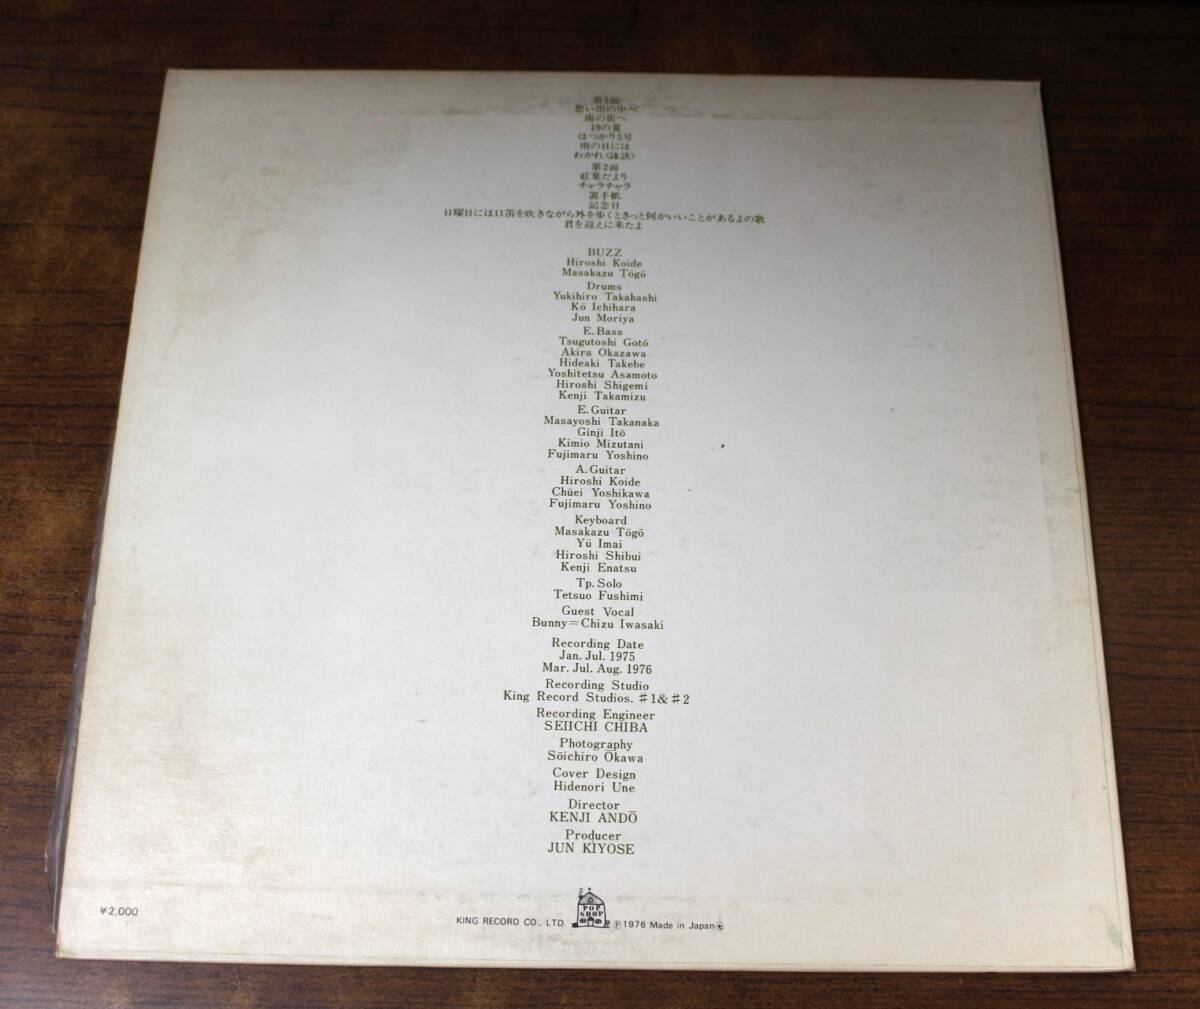 第1面
想い出の中へ
南の街へ
19の夏
はつかり5号
雨の日には
わかれ〈詠訣〉
第2面
紅葉だより
チャラチャラ
置手紙
記念日
日曜日には口笛を吹きながら外を歩くときっと何かいいことがあるよの歌
君を迎えに来たよ
BUZZ
Hiroshi Koide
Masakazu Tōgō
Drums
Yukihiro Takahashi
Kō Ichihara
Jun Moriya
E. Bass
Tsugutoshi Gotō
Akira Okazawa
Hideaki Takebe
Yoshitetsu Asamoto
Hiroshi Shigemi
Kenji Takamizu
E. Guitar
Masayoshi Takanaka
Ginji Itō
Kimio Mizutani
Fujimaru Yoshino
A. Guitar
Hiroshi Koide
Chūei Yoshikawa
Fujimaru Yoshino
Keyboard
Masakazu Tōgō
Yū Imai
Hiroshi Shibui
Kenji Enatsu
Tp. Solo
Tetsuo Fushimi
Guest Vocal
Bunny=Chizu Iwasaki
Recording Date
Jan. Jul. 1975
Mar. Jul. Aug. 1976
Recording Studio
King Record Studios. ♯1&♯2
Recording Engineer
SEIICHI CHIBA
Photography
Sōichiro Ōkawa
Cover Design
Hidenori Une
Director
KENJI ANDŌ
Producer
JUN KIYOSE
¥2,000
KING RECORD CO., LTD.
POP
SHOP
℗1976 Made in Japan